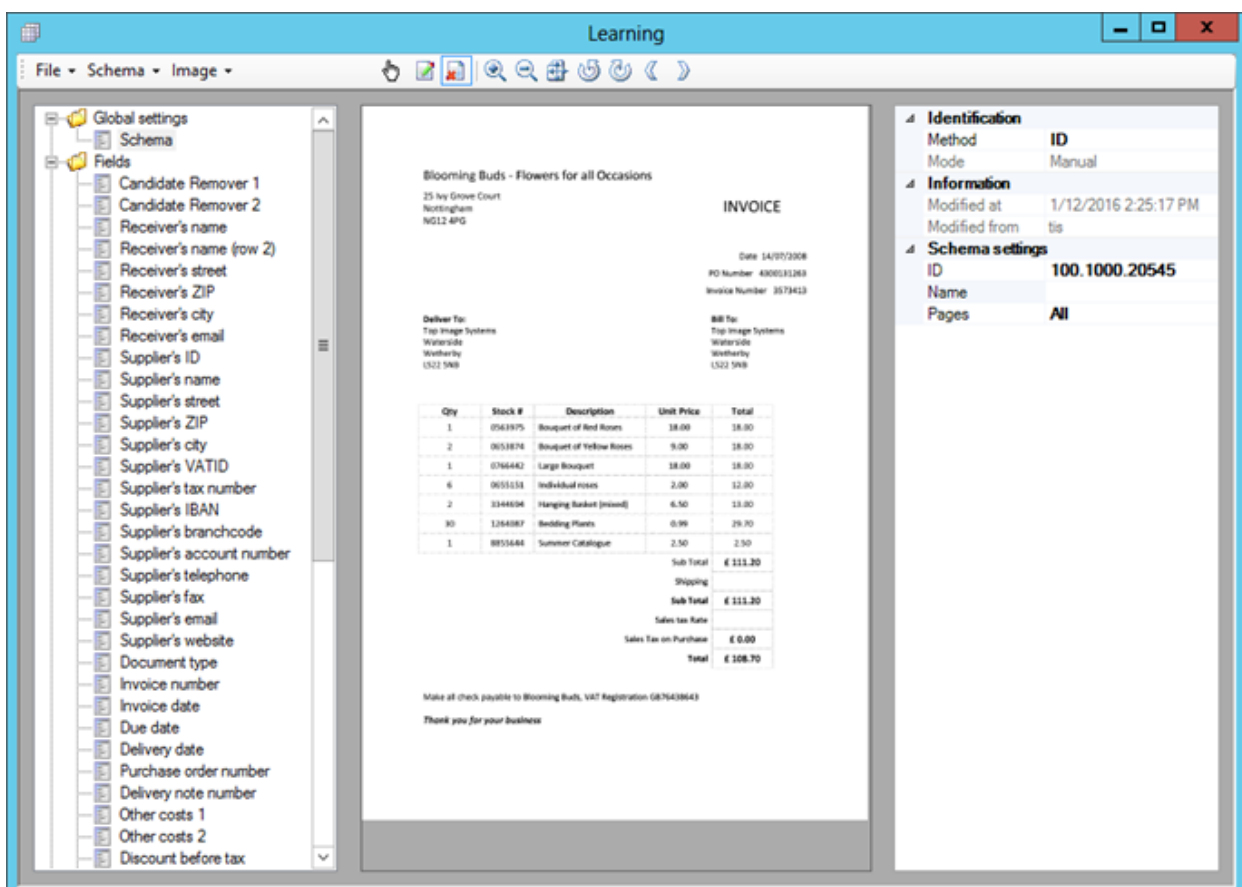 Learning
File Schema Image
Global settings
Schema
Fields
Candidate Remover 1
Candidate Remover 2
Receiver's name
Receiver's name (row 2)
Receiver's street
Receiver's ZIP
Receiver's city
Receiver's email
Supplier's ID
Supplier's name
Supplier's street
Supplier's ZIP
Supplier's city
Supplier's VATID
Supplier's tax number
Supplier's IBAN
Supplier's branchcode
Supplier's account number
Supplier's telephone
Supplier's fax
Supplier's email
Supplier's website
Document type
Invoice number
Invoice date
Due date
Delivery date
Purchase order number
Delivery note number
Other costs 1
Other costs 2
Discount before tax
Blooming Buds - Flowers for all Occasions
25 Ivy Grove Court
Nottingham
NG12 4PG
INVOICE
Date 14/07/2008
PO Number 4000131263
Invoice Number 3573413
Deliver To:
Top Image Systems
Waterside
Wetherby
LS22 5NB
Bill To:
Top Image Systems
Waterside
Wetherby
LS22 5NB
Qty Stock # Description Unit Price Total
1 0563975 Bouquet of Red Roses 18.00 18.00
2 0653874 Bouquet of Yellow Roses 9.00 18.00
1 0766442 Large Bouquet 18.00 18.00
6 0655151 Individual roses 2.00 12.00
2 3344694 Hanging Basket (mixed) 6.50 13.00
30 1264087 Bedding Plants 0.99 29.70
1 8855644 Summer Catalogue 2.50 2.50
Sub Total £ 111.20
Shipping
Sub Total £ 111.20
Sales tax Rate
Sales Tax on Purchase £ 0.00
Total £ 108.70
Make all check payable to Blooming Buds, VAT Registration GB76438643
Thank you for your business
Identification
Method ID
Mode Manual
Information
Modified at 1/12/2016 2:25:17 PM
Modified from tis
Schema settings
ID 100.1000.20545
Name
Pages All